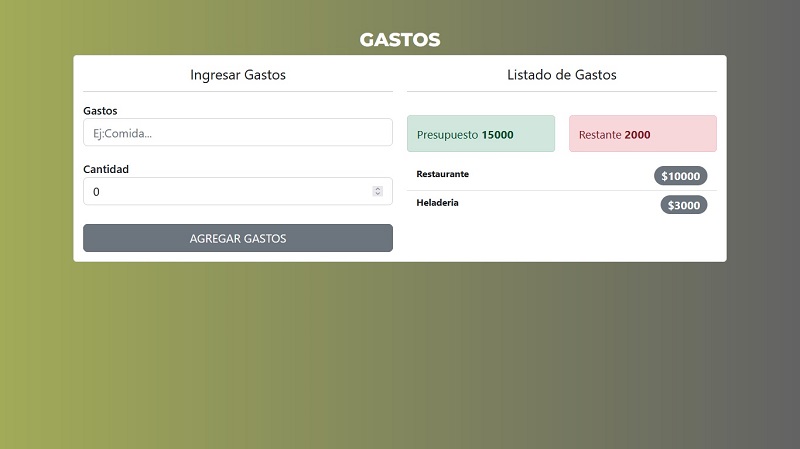 GASTOS
Ingresar Gastos
Gastos
Ej:Comida...
Cantidad
0
AGREGAR GASTOS
Listado de Gastos
Presupuesto 15000
Restante 2000
Restaurante $10000
Heladeria $3000